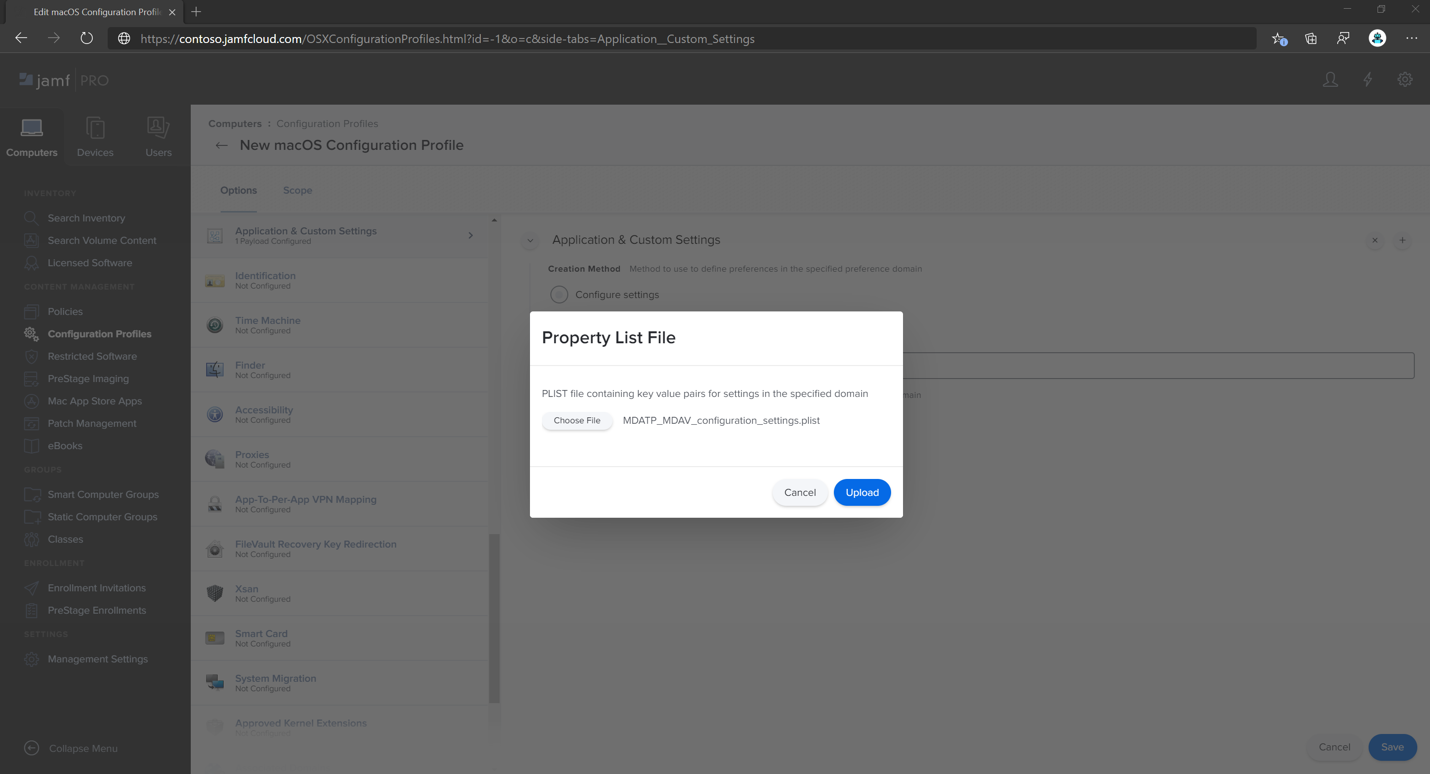 Edit macOS Configuration Profil
https://contoso.jamfcloud.com/OSXConfigurationProfiles.html?id=-1&o=c&side-tabs=Application__Custom_Settings
jamf PRO
Computers
Devices
Users
INVENTORY
Search Inventory
Search Volume Content
Licensed Software
CONTENT MANAGEMENT
Policies
Configuration Profiles
Restricted Software
PreStage Imaging
Mac App Store Apps
Patch Management
eBooks
GROUPS
Smart Computer Groups
Static Computer Groups
Classes
ENROLLMENT
Enrollment Invitations
PreStage Enrollments
SETTINGS
Management Settings
Collapse Menu
Computers : Configuration Profiles
← New macOS Configuration Profile
Options
Scope
Application & Custom Settings
1 Payload Configured
Identification
Not Configured
Time Machine
Not Configured
Finder
Not Configured
Accessibility
Not Configured
Proxies
Not Configured
App-To-Per-App VPN Mapping
Not Configured
FileVault Recovery Key Redirection
Not Configured
Xsan
Not Configured
Smart Card
Not Configured
System Migration
Not Configured
Approved Kernel Extensions
Not Configured
Application & Custom Settings
Creation Method Method to use to define preferences in the specified preference domain
Configure settings
main
Property List File
PLIST file containing key value pairs for settings in the specified domain
Choose File MDATP_MDAV_configuration_settings.plist
Cancel
Upload
Cancel
Save